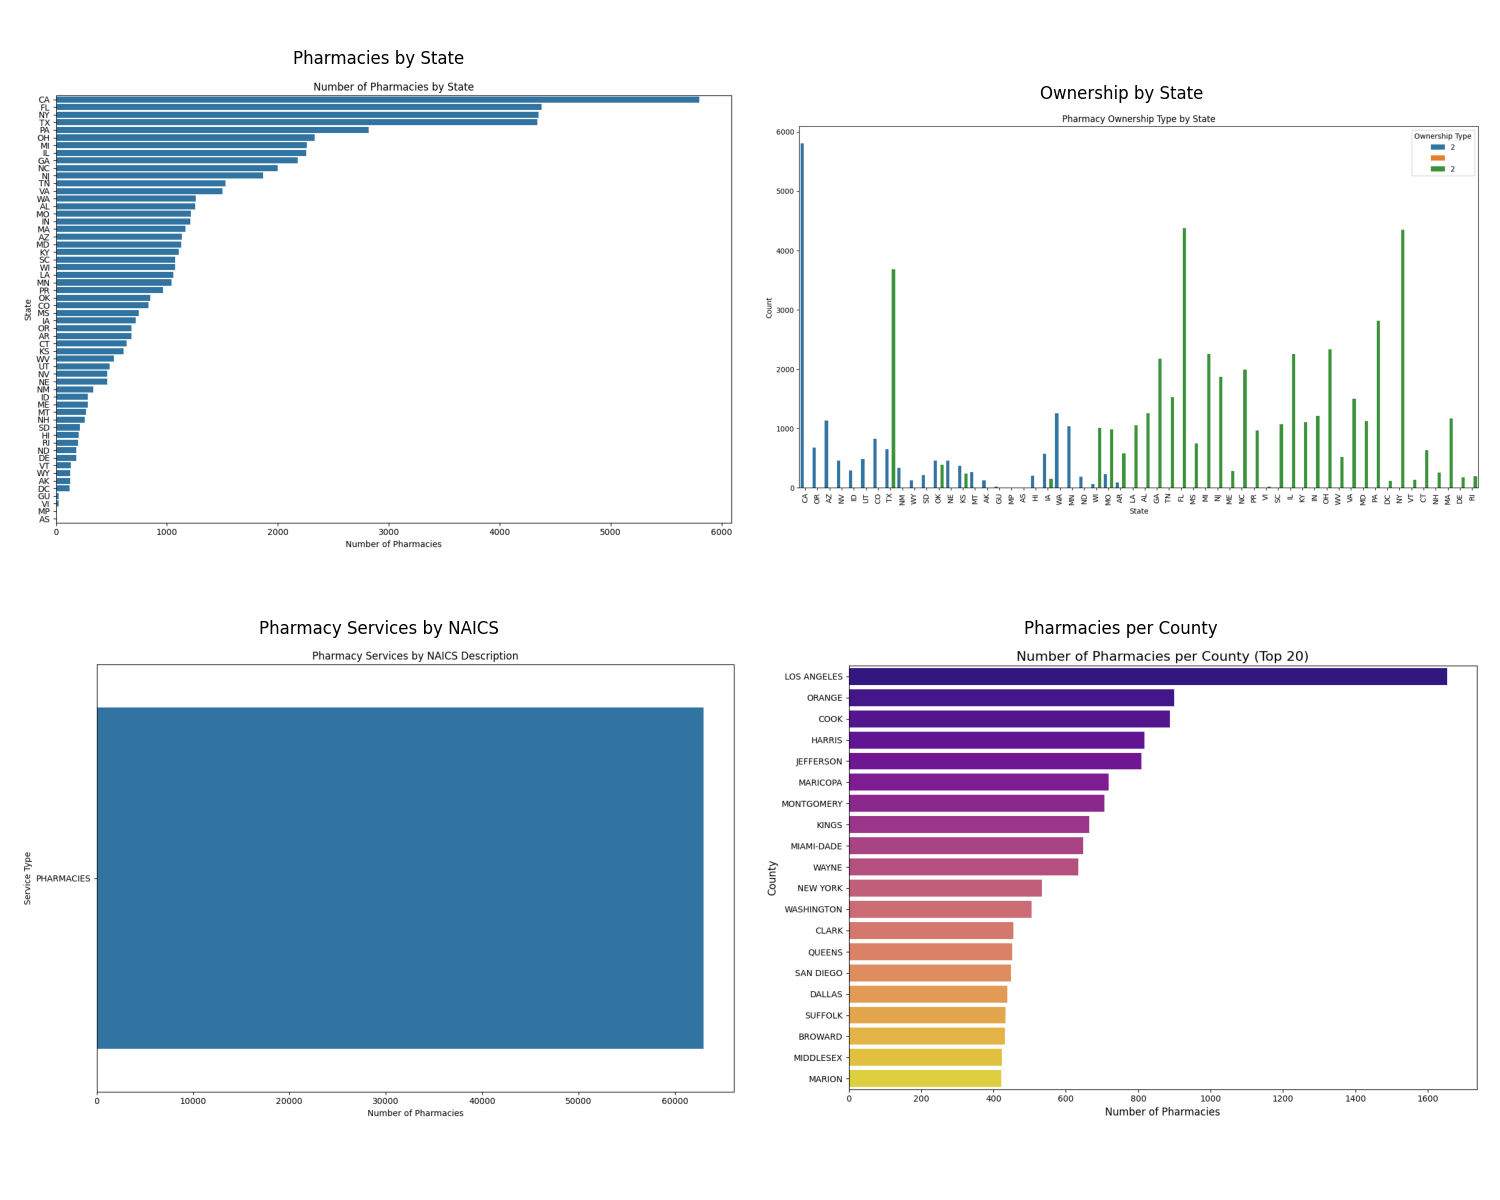 Pharmacies by State
Number of Pharmacies by State
CA
FL
NY
TX
PA
OH
MI
IL
GA
NC
NJ
TN
VA
WA
AL
MO
IN
MA
AZ
MD
KY
SC
WI
LA
MN
PR
OK
CO
MS
IA
OR
AR
CT
KS
WV
UT
NV
NE
NM
ID
ME
MT
NH
SD
HI
RI
ND
DE
VT
WY
AK
DC
GU
VI
MP
AS
State
0 1000 2000 3000 4000 5000 6000
Number of Pharmacies
Ownership by State
Pharmacy Ownership Type by State
Ownership Type
2
2
6000
5000
4000
3000
2000
1000
0
Count
CA OR AZ NV ID UT CO TX NM WY SD OK NE KS MT AK GU MP AS HI IA WA MN ND WI MO AR LA AL GA TN FL MS MI NJ ME NC PR VI SC IL KY IN OH WV VA MD PA DC NY VT CT NH MA DE RI
State
Pharmacy Services by NAICS
Pharmacy Services by NAICS Description
Service Type
PHARMACIES
0 10000 20000 30000 40000 50000 60000
Number of Pharmacies
Pharmacies per County
Number of Pharmacies per County (Top 20)
LOS ANGELES
ORANGE
COOK
HARRIS
JEFFERSON
MARICOPA
MONTGOMERY
KINGS
MIAMI-DADE
WAYNE
NEW YORK
WASHINGTON
CLARK
QUEENS
SAN DIEGO
DALLAS
SUFFOLK
BROWARD
MIDDLESEX
MARION
County
0 200 400 600 800 1000 1200 1400 1600
Number of Pharmacies